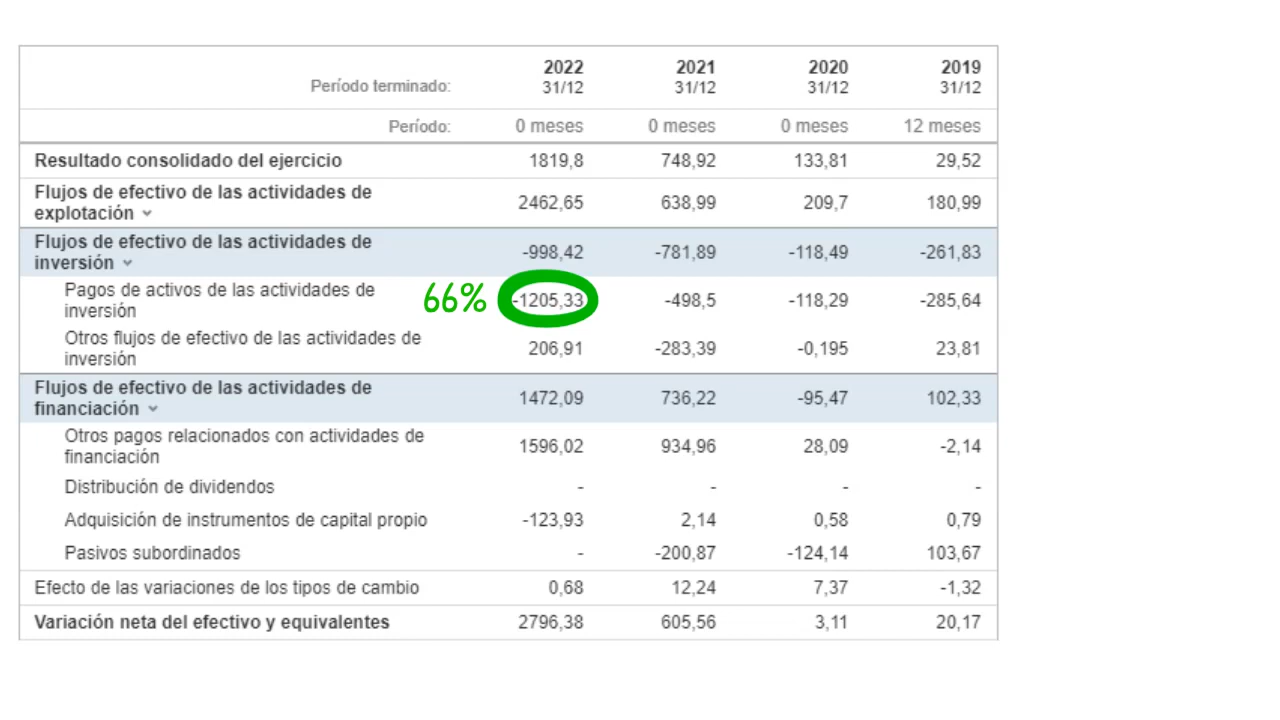 2022 2021 2020 2019
Período terminado: 31/12 31/12 31/12 31/12
Período: 0 meses 0 meses 0 meses 12 meses
Resultado consolidado del ejercicio 1819,8 748,92 133,81 29,52
Flujos de efectivo de las actividades de
explotación 2462,65 638,99 209,7 180,99
Flujos de efectivo de las actividades de
inversión -998,42 -781,89 -118,49 -261,83
Pagos de activos de las actividades de
inversión 66% -1205,33 -498,5 -118,29 -285,64
Otros flujos de efectivo de las actividades de
inversión 206,91 -283,39 -0,195 23,81
Flujos de efectivo de las actividades de
financiación 1472,09 736,22 -95,47 102,33
Otros pagos relacionados con actividades de
financiación 1596,02 934,96 28,09 -2,14
Distribución de dividendos - - - -
Adquisición de instrumentos de capital propio -123,93 2,14 0,58 0,79
Pasivos subordinados - -200,87 -124,14 103,67
Efecto de las variaciones de los tipos de cambio 0,68 12,24 7,37 -1,32
Variación neta del efectivo y equivalentes 2796,38 605,56 3,11 20,17